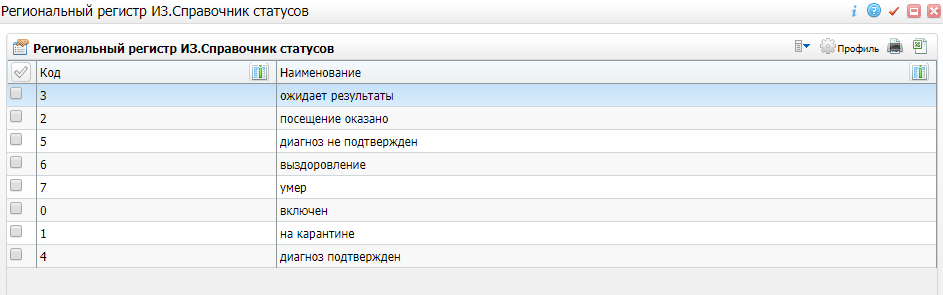 Региональный регистр ИЗ.Справочник статусов
Региональный регистр ИЗ.Справочник статусов Профиль
Код Наименование
3 ожидает результаты
2 посещение оказано
5 диагноз не подтвержден
6 выздоровление
7 умер
0 включен
1 на карантине
4 диагноз подтвержден